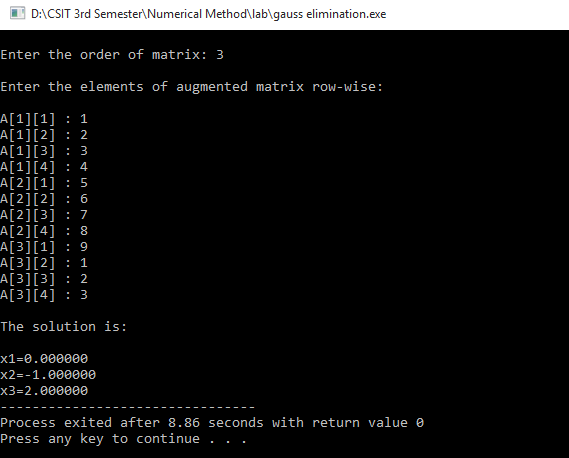 D:\CSIT 3rd Semester\Numerical Method\lab\gauss elimination.exe
Enter the order of matrix: 3
Enter the elements of augmented matrix row-wise:
A[1][1] : 1
A[1][2] : 2
A[1][3] : 3
A[1][4] : 4
A[2][1] : 5
A[2][2] : 6
A[2][3] : 7
A[2][4] : 8
A[3][1] : 9
A[3][2] : 1
A[3][3] : 2
A[3][4] : 3
The solution is:
x1=0.000000
x2=-1.000000
x3=2.000000
--------------------------------
Process exited after 8.86 seconds with return value 0
Press any key to continue . . .